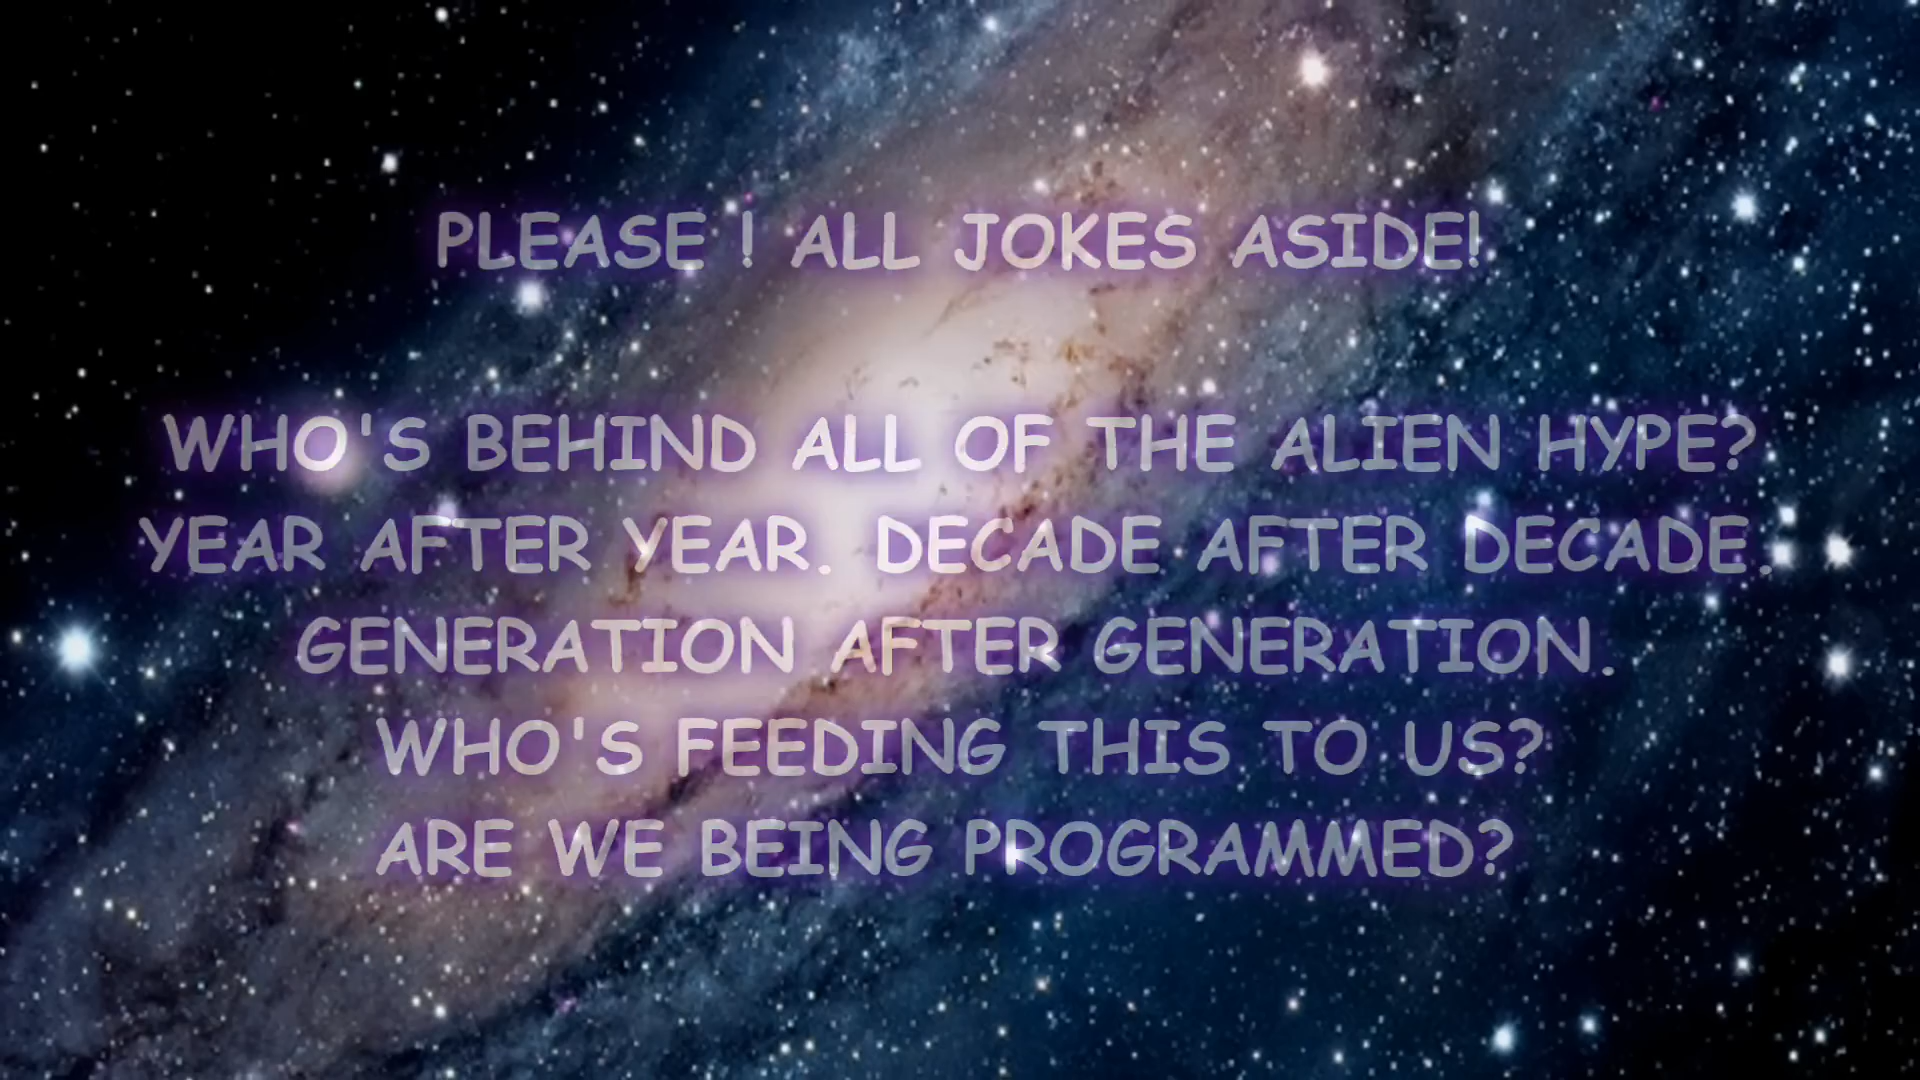 PLEASE ! ALL JOKES ASIDE!
WHO'S BEHIND ALL OF THE ALIEN HYPE?
YEAR AFTER YEAR. DECADE AFTER DECADE.
GENERATION AFTER GENERATION.
WHO'S FEEDING THIS TO US?
ARE WE BEING PROGRAMMED?